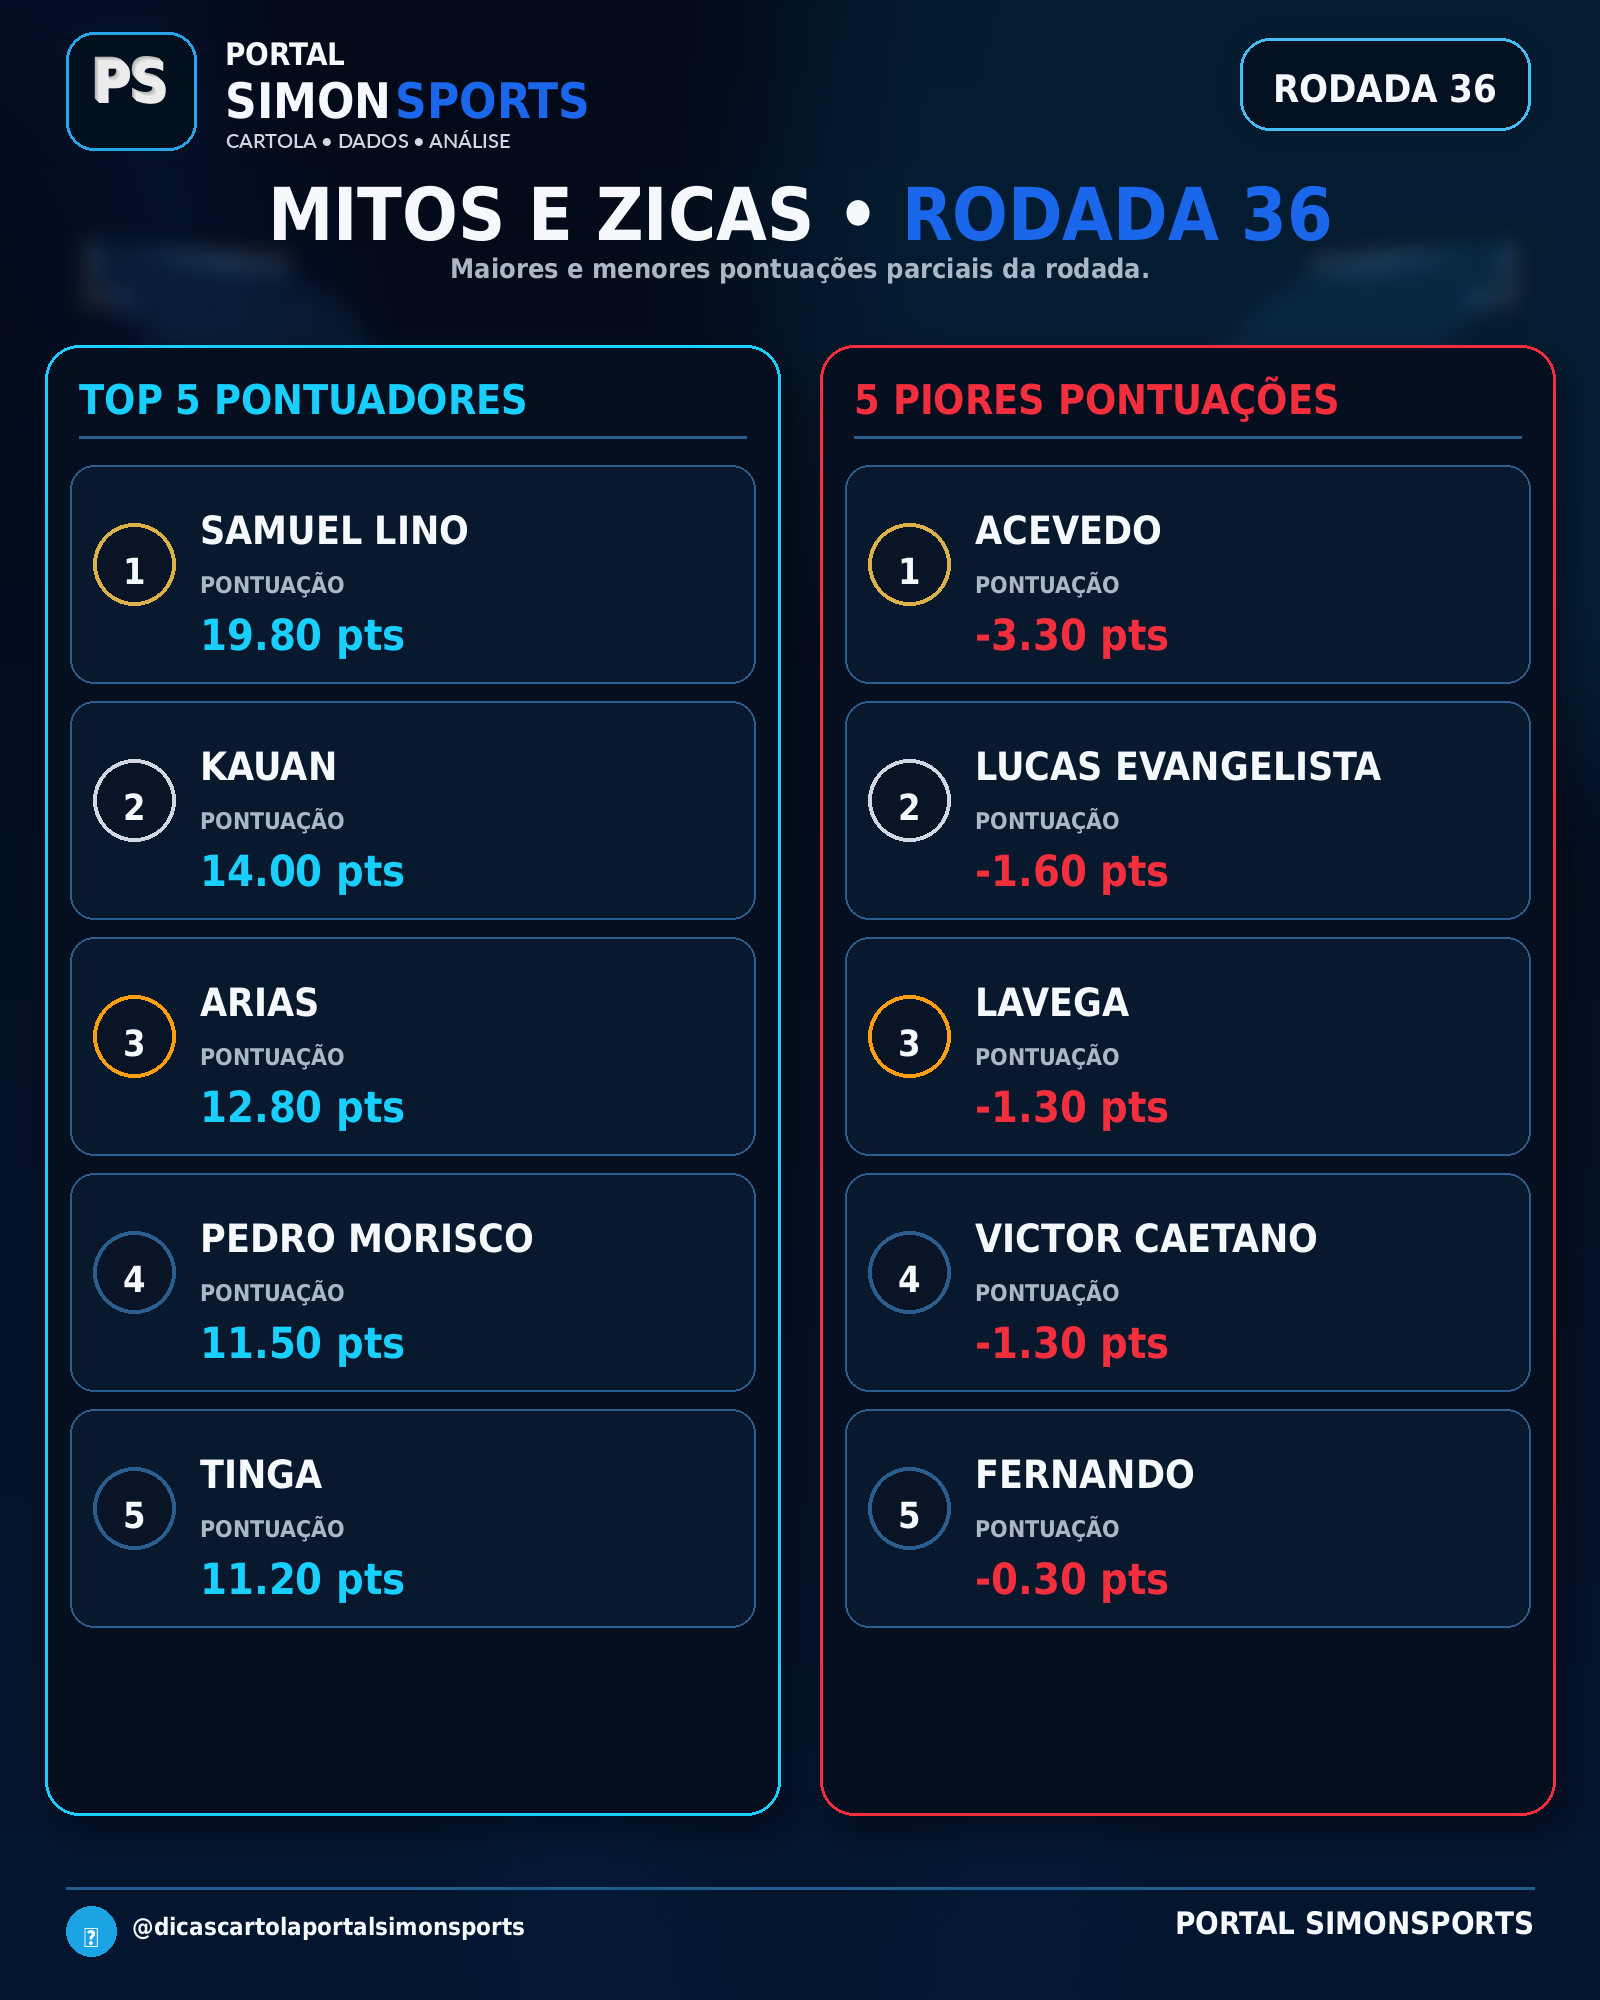 PS
PORTAL
SIMONSPORTS
CARTOLA • DADOS • ANÁLISE
RODADA 36
MITOS E ZICAS • RODADA 36
Maiores e menores pontuações parciais da rodada.
TOP 5 PONTUADORES
1
SAMUEL LINO
PONTUAÇÃO
19.80 pts
2
KAUAN
PONTUAÇÃO
14.00 pts
3
ARIAS
PONTUAÇÃO
12.80 pts
4
PEDRO MORISCO
PONTUAÇÃO
11.50 pts
5
TINGA
PONTUAÇÃO
11.20 pts
5 PIORES PONTUAÇÕES
1
ACEVEDO
PONTUAÇÃO
-3.30 pts
2
LUCAS EVANGELISTA
PONTUAÇÃO
-1.60 pts
3
LAVEGA
PONTUAÇÃO
-1.30 pts
4
VICTOR CAETANO
PONTUAÇÃO
-1.30 pts
5
FERNANDO
PONTUAÇÃO
-0.30 pts
@dicascartolaportalsimonsports
PORTAL SIMONSPORTS